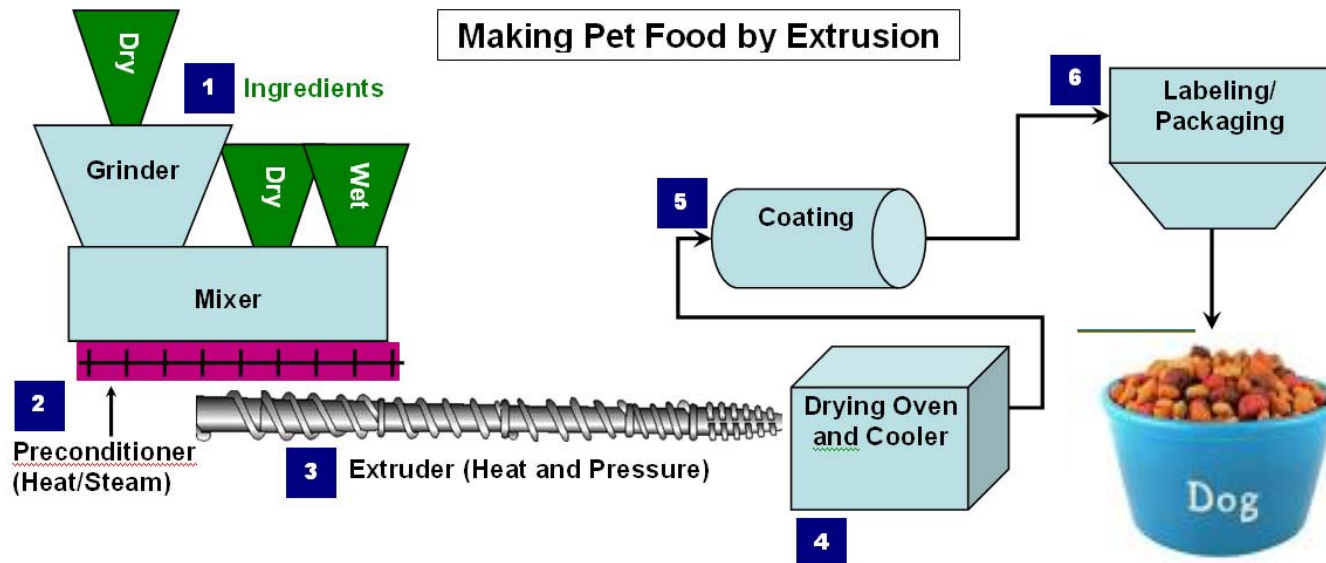 Making Pet Food by Extrusion
Dry
1
Ingredients
Grinder
Dry
Wet
Mixer
2
Preconditioner
(Heat/Steam)
3
Extruder (Heat and Pressure)
Drying Oven
and Cooler
4
5
Coating
6
Labeling/
Packaging
Dog